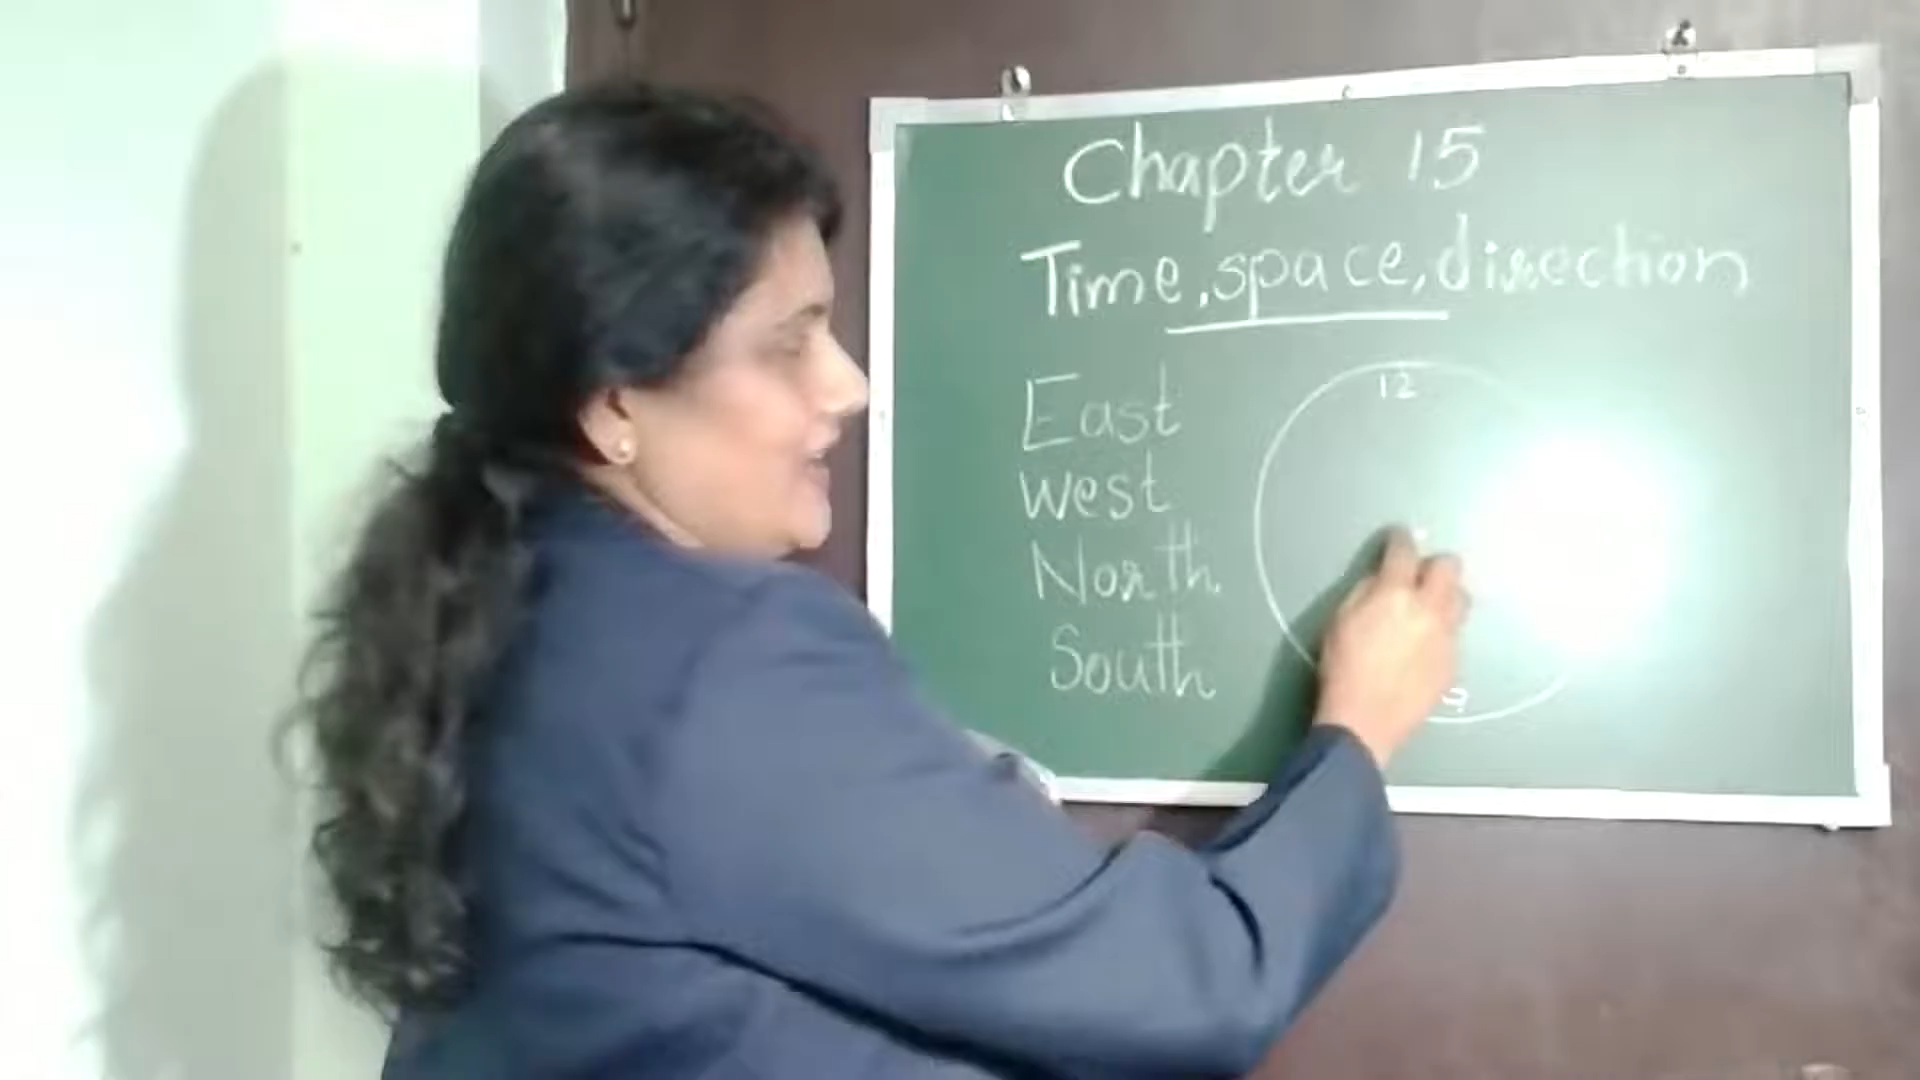 Chapter 15
Time, space, direction
East
West
North
South
12